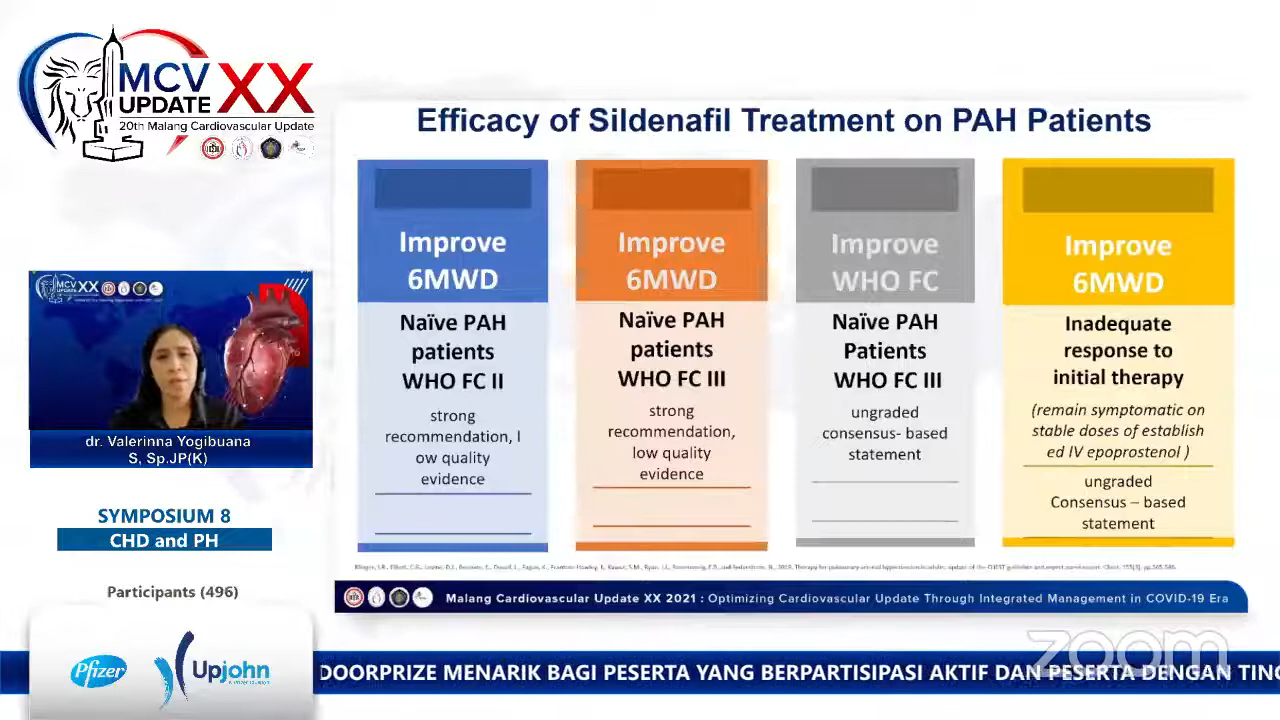 MCV
UPDATE
XX
20th Malang Cardiovascular Update
Efficacy of Sildenafil Treatment on PAH Patients
Improve
6MWD
Naïve PAH
patients
WHO FC II
strong
recommendation, l
ow quality
evidence
Improve
6MWD
Naïve PAH
patients
WHO FC III
strong
recommendation,
low quality
evidence
Improve
WHO FC
Naïve PAH
Patients
WHO FC III
ungraded
consensus- based
statement
Improve
6MWD
Inadequate
response to
initial therapy
(remain symptomatic on
stable doses of establish
ed IV epoprostenol )
ungraded
Consensus – based
statement
MCV
UPDATE
XX
dr. Valerinna Yogibuana
S, Sp.JP(K)
SYMPOSIUM 8
CHD and PH
Participants (496)
Malang Cardiovascular Update XX 2021 : Optimizing Cardiovascular Update Through Integrated Management in COVID-19 Era
zoom
Pfizer
Upjohn
DOORPRIZE MENARIK BAGI PESERTA YANG BERPARTISIPASI AKTIF DAN PESERTA DENGAN TING